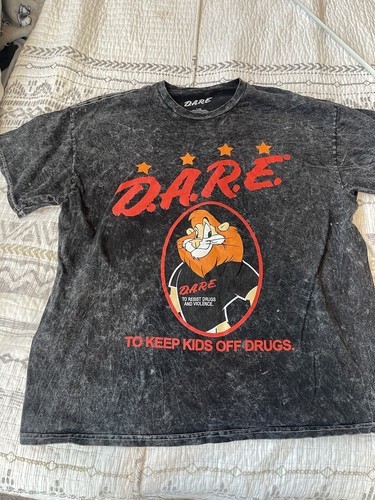 D.A.R.E.
D.A.R.E.
D.A.R.E
TO RESIST DRUGS
AND VIOLENCE.
TO KEEP KIDS OFF DRUGS.